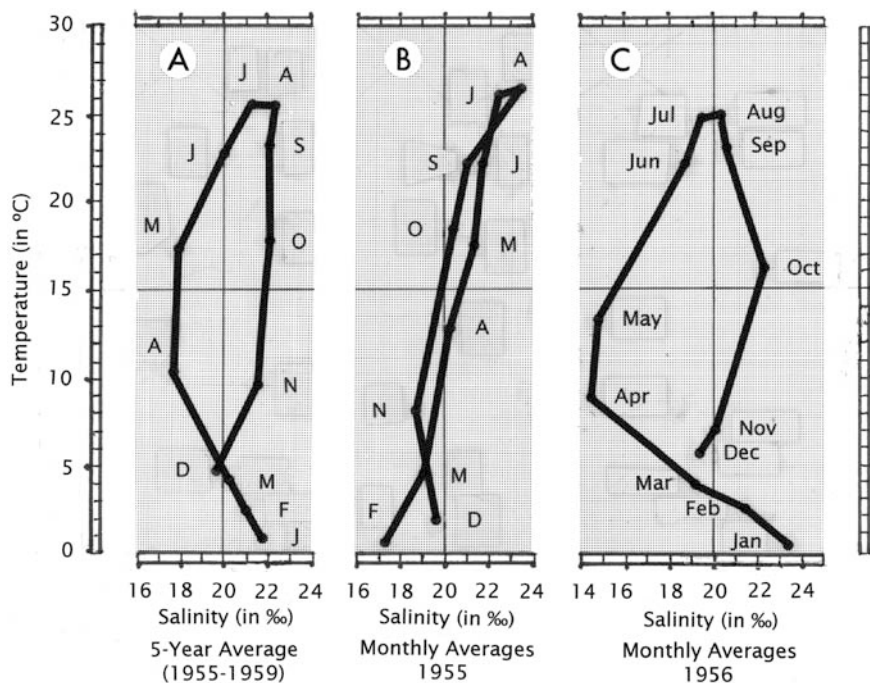 Temperature (in ºC)
30
25
20
15
10
5
0
A
J
A
J
S
M
O
A
N
D
M
F
J
16 18 20 22 24
Salinity (in ‰)
5-Year Average
(1955-1959)
B
A
J
S
J
O
M
A
N
M
F
D
16 18 20 22 24
Salinity (in ‰)
Monthly Averages
1955
C
Jul
Aug
Jun
Sep
Oct
May
Apr
Nov
Dec
Mar
Feb
Jan
14 16 18 20 22 24
Salinity (in ‰)
Monthly Averages
1956